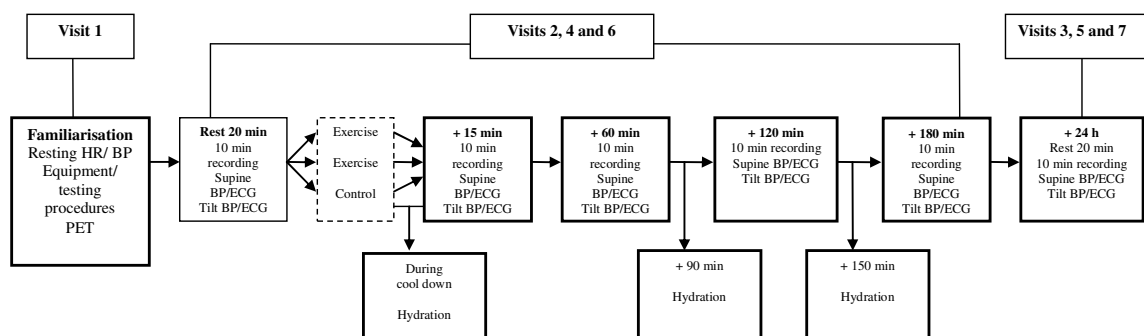 Visit 1
Visits 2, 4 and 6
Visits 3, 5 and 7
Familiarisation
Resting HR/ BP
Equipment/
testing
procedures
PET
Rest 20 min
10 min
recording
Supine
BP/ECG
Tilt BP/ECG
Exercise
Exercise
Control
+ 15 min
10 min
recording
Supine
BP/ECG
Tilt BP/ECG
+ 60 min
10 min
recording
Supine
BP/ECG
Tilt BP/ECG
+ 120 min
10 min recording
Supine BP/ECG
Tilt BP/ECG
+ 180 min
10 min
recording
Supine
BP/ECG
Tilt BP/ECG
+ 24 h
Rest 20 min
10 min recording
Supine BP/ECG
Tilt BP/ECG
During
cool down
Hydration
+ 90 min
Hydration
+ 150 min
Hydration